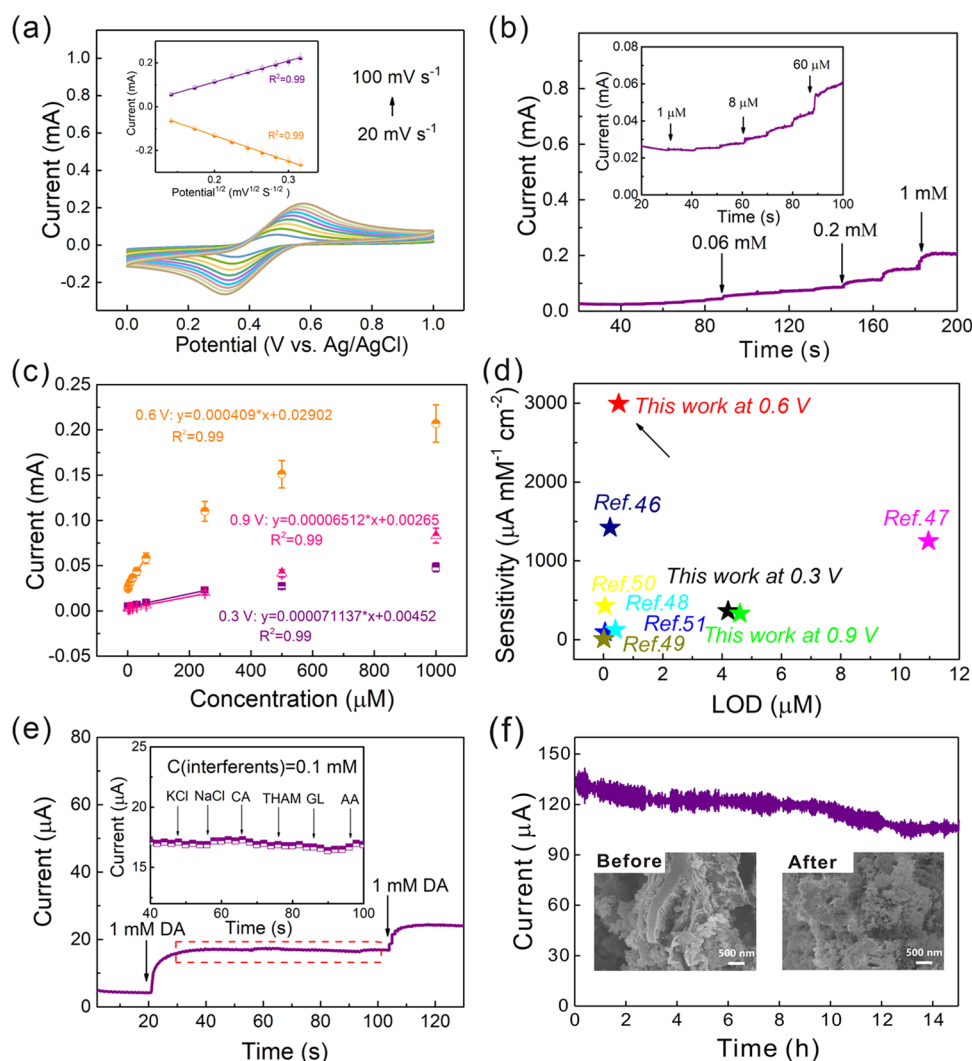 (a)
1.0
0.8
0.6
0.4
0.2
0.0
-0.2
Current (mA)
0.0 0.2 0.4 0.6 0.8 1.0
Potential (V vs. Ag/AgCl)
0.2
0.0
-0.2
Current (mA)
R²=0.99
R²=0.99
0.2 0.3
Potential^1/2 (mV^1/2 S^-1/2 )
100 mV s⁻¹
20 mV s⁻¹
(b)
1.0
0.8
0.6
0.4
0.2
0.0
Current (mA)
40 80 120 160 200
Time (s)
0.08
0.06
0.04
0.02
0.00
Current (mA)
1 μM
8 μM
60 μM
20 40 60 80 100
Time (s)
0.06 mM
0.2 mM
1 mM
(c)
0.25
0.20
0.15
0.10
0.05
0.00
-0.05
Current (mA)
0.6 V: y=0.000409*x+0.02902
R²=0.99
0.9 V: y=0.00006512*x+0.00265
R²=0.99
0.3 V: y=0.000071137*x+0.00452
R²=0.99
0 200 400 600 800 1000
Concentration (μM)
(d)
3000
2250
1500
750
0
Sensitivity (μA mM⁻¹ cm⁻²)
This work at 0.6 V
Ref.46
Ref.47
Ref.50
This work at 0.3 V
Ref.48
Ref.51
This work at 0.9 V
Ref.49
0 2 4 6 8 10 12
LOD (μM)
(e)
80
60
40
20
0
Current (μA)
25
20
15
10
Current (μA)
C(interferents)=0.1 mM
KCl NaCl CA THAM GL AA
40 60 80 100
Time (s)
1 mM DA
1 mM DA
20 40 60 80 100 120
Time (s)
(f)
150
120
90
60
30
0
Current ( μA)
Before
500 nm
After
500 nm
0 2 4 6 8 10 12 14
Time (h)